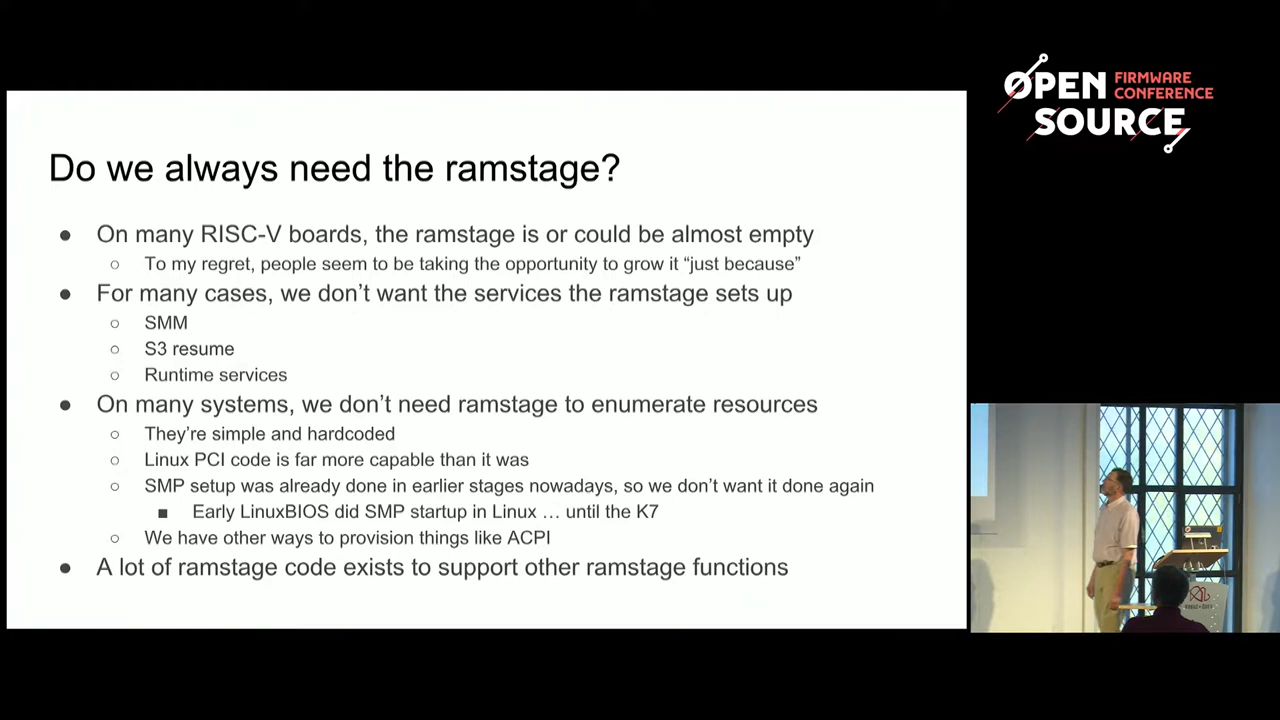 OPEN FIRMWARE
CONFERENCE
SOURCE
Do we always need the ramstage?
● On many RISC-V boards, the ramstage is or could be almost empty
○ To my regret, people seem to be taking the opportunity to grow it “just because”
● For many cases, we don’t want the services the ramstage sets up
○ SMM
○ S3 resume
○ Runtime services
● On many systems, we don’t need ramstage to enumerate resources
○ They’re simple and hardcoded
○ Linux PCI code is far more capable than it was
○ SMP setup was already done in earlier stages nowadays, so we don’t want it done again
■ Early LinuxBIOS did SMP startup in Linux … until the K7
○ We have other ways to provision things like ACPI
● A lot of ramstage code exists to support other ramstage functions